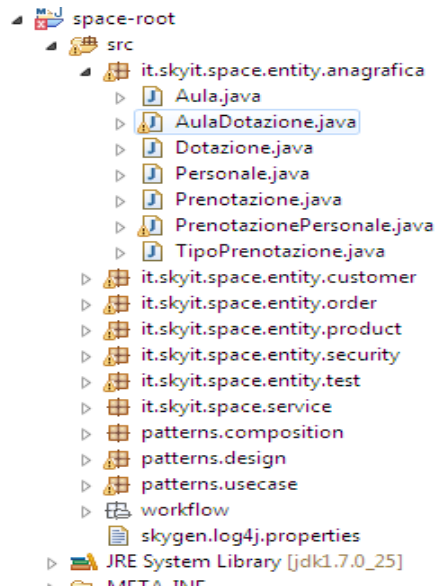 space-root
src
it.skyit.space.entity.anagrafica
Aula.java
AulaDotazione.java
Dotazione.java
Personale.java
Prenotazione.java
PrenotazionePersonale.java
TipoPrenotazione.java
it.skyit.space.entity.customer
it.skyit.space.entity.order
it.skyit.space.entity.product
it.skyit.space.entity.security
it.skyit.space.entity.test
it.skyit.space.service
patterns.composition
patterns.design
patterns.usecase
workflow
skygen.log4j.properties
JRE System Library [jdk1.7.0_25]
META-INF